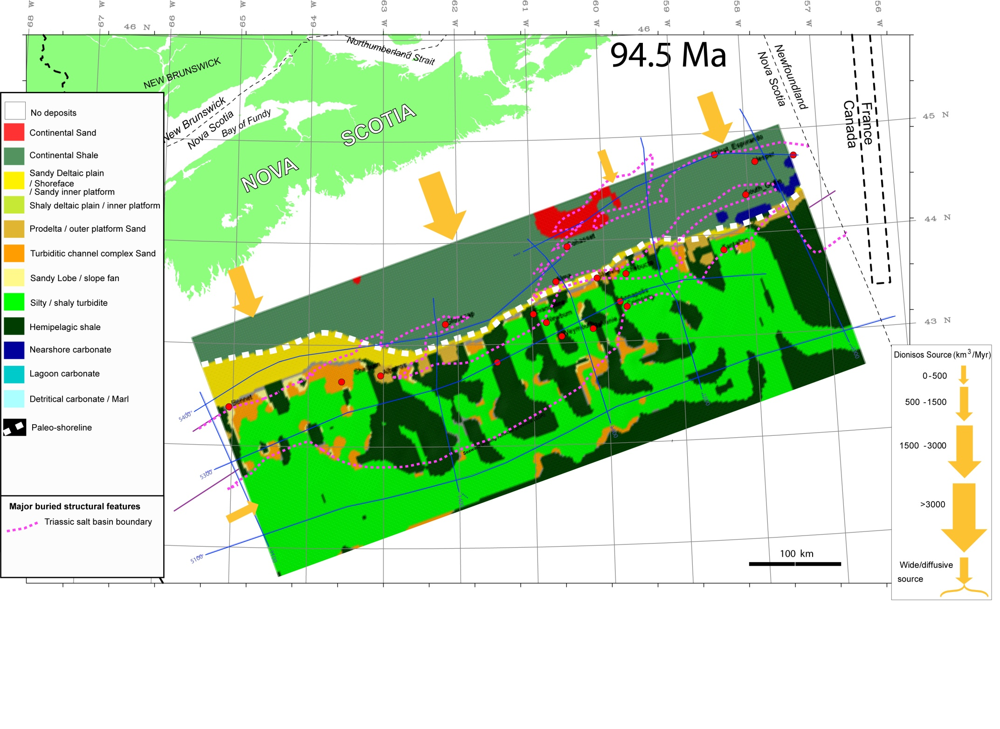 68 W
67 W
66 W
65 W
64 W
63 W
62 W
61 W
60 W
59 W
58 W
57 W
56 W
46 N
46
45 N
44 N
43 N
94.5 Ma
NEW BRUNSWICK
Northumberland Strait
New Brunswick
Nova Scotia
Bay of Fundy
NOVA
SCOTIA
Newfoundland
Nova Scotia
France
Canada
No deposits
Continental Sand
Continental Shale
Sandy Deltaic plain
/ Shoreface
/ Sandy inner platform
Shaly deltaic plain / inner platform
Prodelta / outer platform Sand
Turbiditic channel complex Sand
Sandy Lobe / slope fan
Silty / shaly turbidite
Hemipelagic shale
Nearshore carbonate
Lagoon carbonate
Detritical carbonate / Marl
Paleo-shoreline
Major buried structural features
Triassic salt basin boundary
5400
5300
5100
1400
Dionisos Source (km3/Myr)
0-500
500 -1500
1500 -3000
>3000
Wide/diffusive
source
100 km